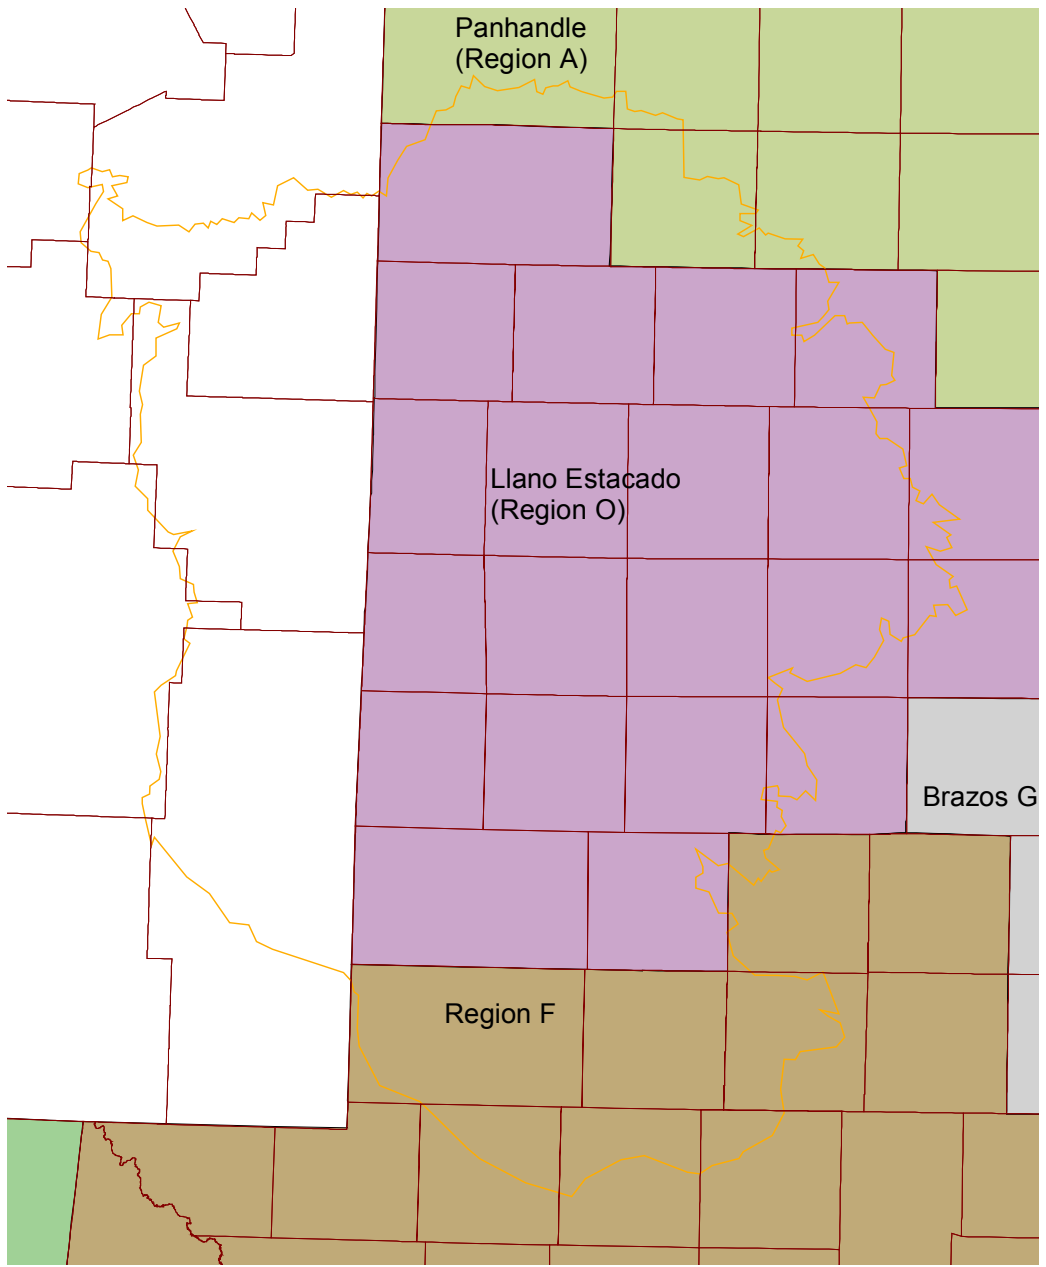 Panhandle
(Region A)
Llano Estacado
(Region O)
Brazos G
Region F